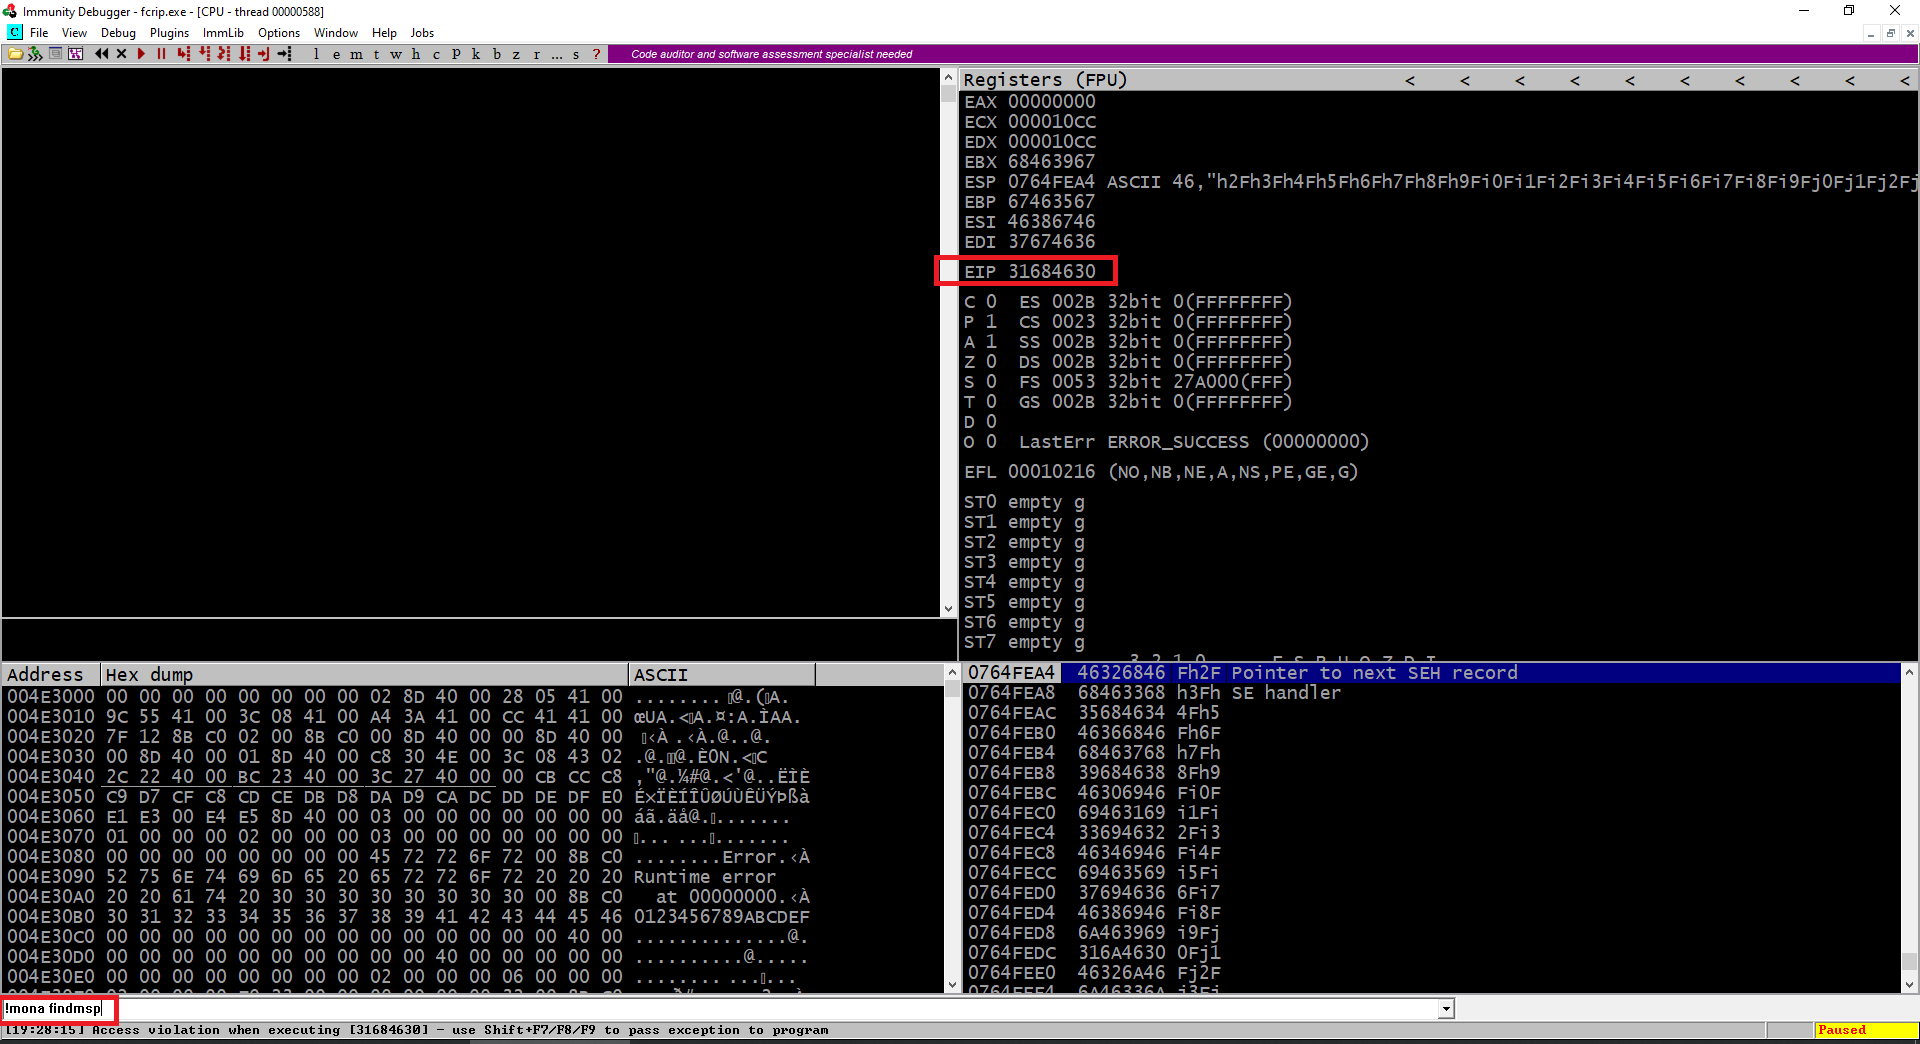 Immunity Debugger - fcrip.exe - [CPU - thread 00000588]
C File View Debug Plugins ImmLib Options Window Help Jobs
l e m t w h c P k b z r ... s ? Code auditor and software assessment specialist needed
Registers (FPU) < < < < < < < < < <
EAX 00000000
ECX 000010CC
EDX 000010CC
EBX 68463967
ESP 0764FEA4 ASCII 46,"h2Fh3Fh4Fh5Fh6Fh7Fh8Fh9Fi0Fi1Fi2Fi3Fi4Fi5Fi6Fi7Fi8Fi9Fj0Fj1Fj2Fj
EBP 67463567
ESI 46386746
EDI 37674636
EIP 31684630
C 0 ES 002B 32bit 0(FFFFFFFF)
P 1 CS 0023 32bit 0(FFFFFFFF)
A 1 SS 002B 32bit 0(FFFFFFFF)
Z 0 DS 002B 32bit 0(FFFFFFFF)
S 0 FS 0053 32bit 27A000(FFF)
T 0 GS 002B 32bit 0(FFFFFFFF)
D 0
O 0 LastErr ERROR_SUCCESS (00000000)
EFL 00010216 (NO,NB,NE,A,NS,PE,GE,G)
ST0 empty g
ST1 empty g
ST2 empty g
ST3 empty g
ST4 empty g
ST5 empty g
ST6 empty g
ST7 empty g
3 2 1 0 E S P U O Z D I
Address Hex dump ASCII
004E3000 00 00 00 00 00 00 00 00 02 8D 40 00 28 05 41 00 ........ @.( A.
004E3010 9C 55 41 00 3C 08 41 00 A4 3A 41 00 CC 41 41 00 œUA.< A.¤:A.ÌAA.
004E3020 7F 12 8B C0 02 00 8B C0 00 8D 40 00 00 8D 40 00 ‹À .‹À.@..@.
004E3030 00 8D 40 00 01 8D 40 00 C8 30 4E 00 3C 08 43 02 .@. @.È0N.< C
004E3040 2C 22 40 00 BC 23 40 00 3C 27 40 00 00 CB CC C8 ,"@.¼#@.<'@..ËÌÈ
004E3050 C9 D7 CF C8 CD CE DB D8 DA D9 CA DC DD DE DF E0 É×ÏÈÍÎÛØÚÙÊÜÝÞßà
004E3060 E1 E3 00 E4 E5 8D 40 00 03 00 00 00 00 00 00 00 áã.äå@. .......
004E3070 01 00 00 00 02 00 00 00 03 00 00 00 00 00 00 00 ... ... .......
004E3080 00 00 00 00 00 00 00 00 45 72 72 6F 72 00 8B C0 ........Error.‹À
004E3090 52 75 6E 74 69 6D 65 20 65 72 72 6F 72 20 20 20 Runtime error
004E30A0 20 20 61 74 20 30 30 30 30 30 30 30 30 00 8B C0 at 00000000.‹À
004E30B0 30 31 32 33 34 35 36 37 38 39 41 42 43 44 45 46 0123456789ABCDEF
004E30C0 00 00 00 00 00 00 00 00 00 00 00 00 00 00 40 00 ..............@.
004E30D0 00 00 00 00 00 00 00 00 00 00 40 00 00 00 00 00 ..........@.....
004E30E0 00 00 00 00 00 00 00 00 02 00 00 00 06 00 00 00 ........ . ...
0764FEA4 46326846 Fh2F Pointer to next SEH record
0764FEA8 68463368 h3Fh SE handler
0764FEAC 35684634 4Fh5
0764FEB0 46366846 Fh6F
0764FEB4 68463768 h7Fh
0764FEB8 39684638 8Fh9
0764FEBC 46306946 Fi0F
0764FEC0 69463169 i1Fi
0764FEC4 33694632 2Fi3
0764FEC8 46346946 Fi4F
0764FECC 69463569 i5Fi
0764FED0 37694636 6Fi7
0764FED4 46386946 Fi8F
0764FED8 6A463969 i9Fj
0764FEDC 316A4630 0Fj1
0764FEE0 46326A46 Fj2F
0764FEE4 6A46336A j3Fj
!mona findmsp
[19:28:15] Access violation when executing [31684630] - use Shift+F7/F8/F9 to pass exception to program
Paused